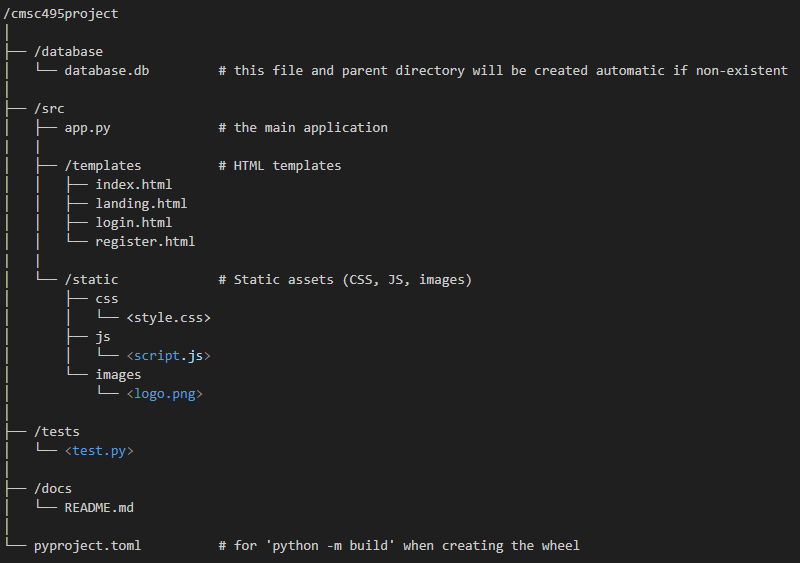 /cmsc495project
│
├── /database
│   └── database.db         # this file and parent directory will be created automatic if non-existent
│
├── /src
│   ├── app.py              # the main application
│   │
│   ├── /templates          # HTML templates
│   │   ├── index.html
│   │   ├── landing.html
│   │   ├── login.html
│   │   └── register.html
│   │
│   └── /static             # Static assets (CSS, JS, images)
│       ├── css
│       │   └── <style.css>
│       ├── js
│       │   └── <script.js>
│       └── images
│           └── <logo.png>
│
├── /tests
│   └── <test.py>
│
├── /docs
│   └── README.md
│
└── pyproject.toml          # for 'python -m build' when creating the wheel